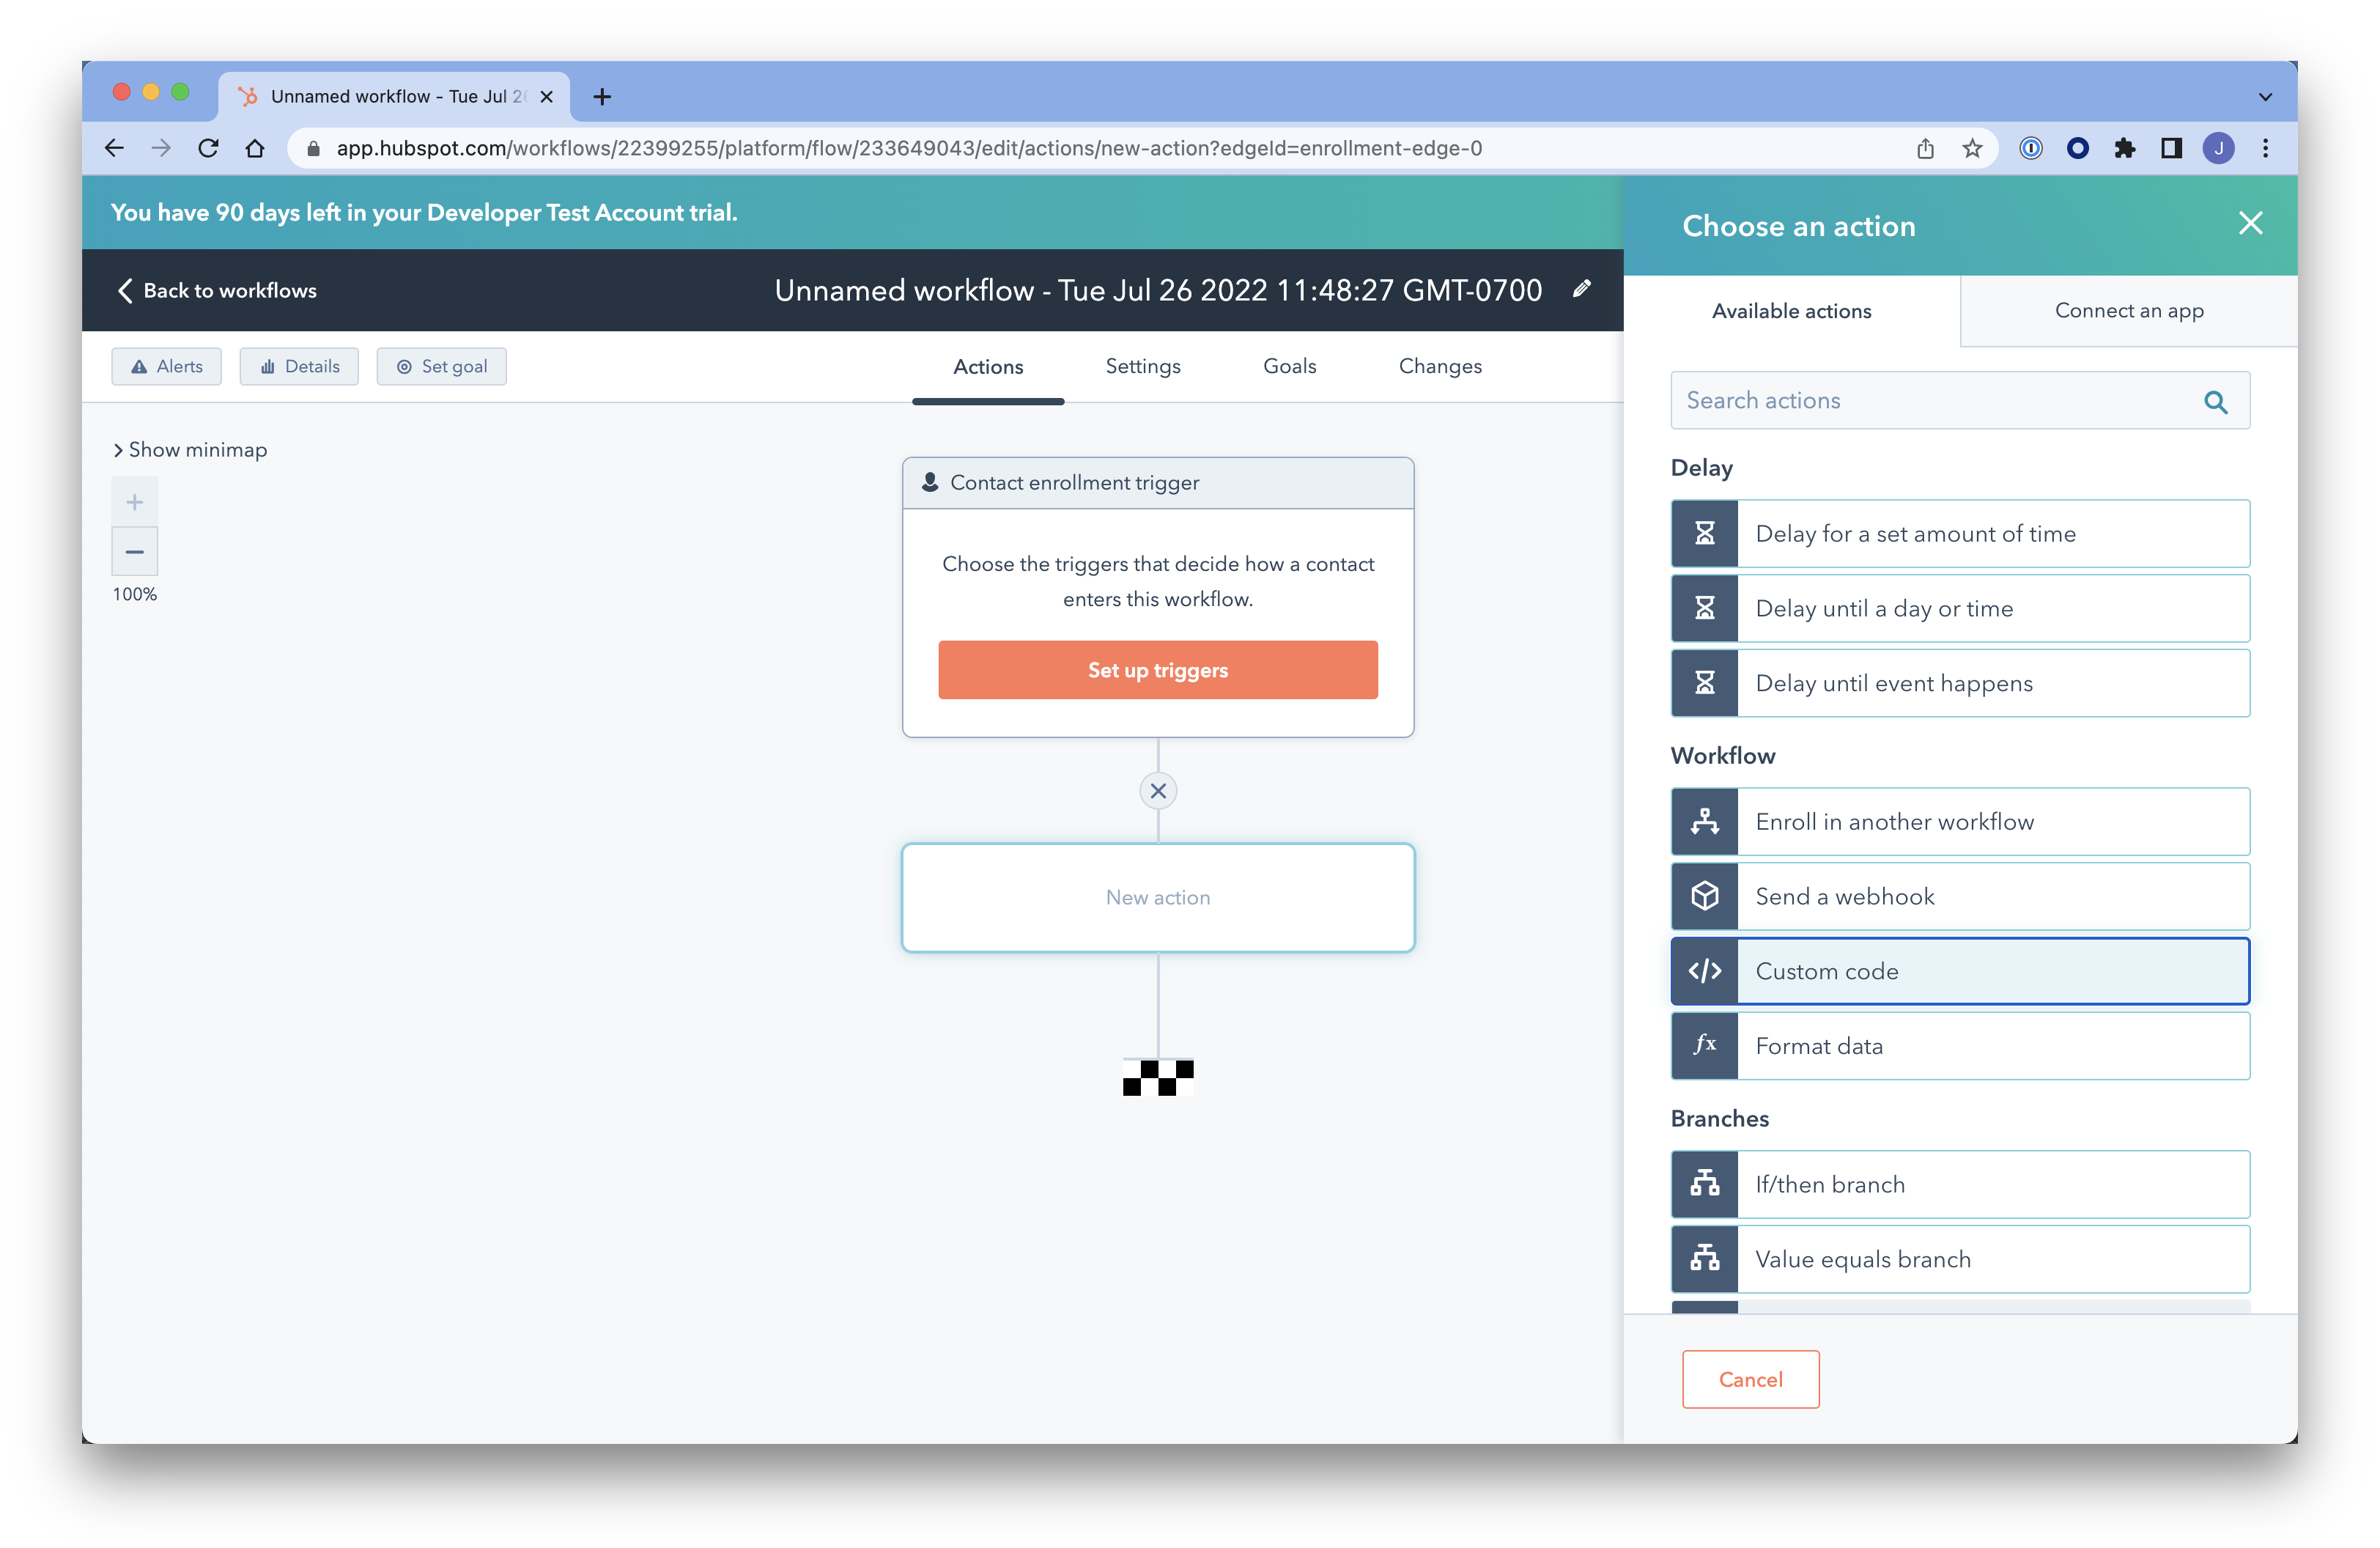 Unnamed workflow - Tue Jul 26
app.hubspot.com/workflows/22399255/platform/flow/233649043/edit/actions/new-action?edgeId=enrollment-edge-0
J
You have 90 days left in your Developer Test Account trial.
Back to workflows
Unnamed workflow - Tue Jul 26 2022 11:48:27 GMT-0700
Alerts
Details
Set goal
Actions
Settings
Goals
Changes
Show minimap
100%
Contact enrollment trigger
Choose the triggers that decide how a contact
enters this workflow.
Set up triggers
New action
Choose an action
Available actions
Connect an app
Search actions
Delay
Delay for a set amount of time
Delay until a day or time
Delay until event happens
Workflow
Enroll in another workflow
Send a webhook
</> Custom code
fx Format data
Branches
If/then branch
Value equals branch
Cancel